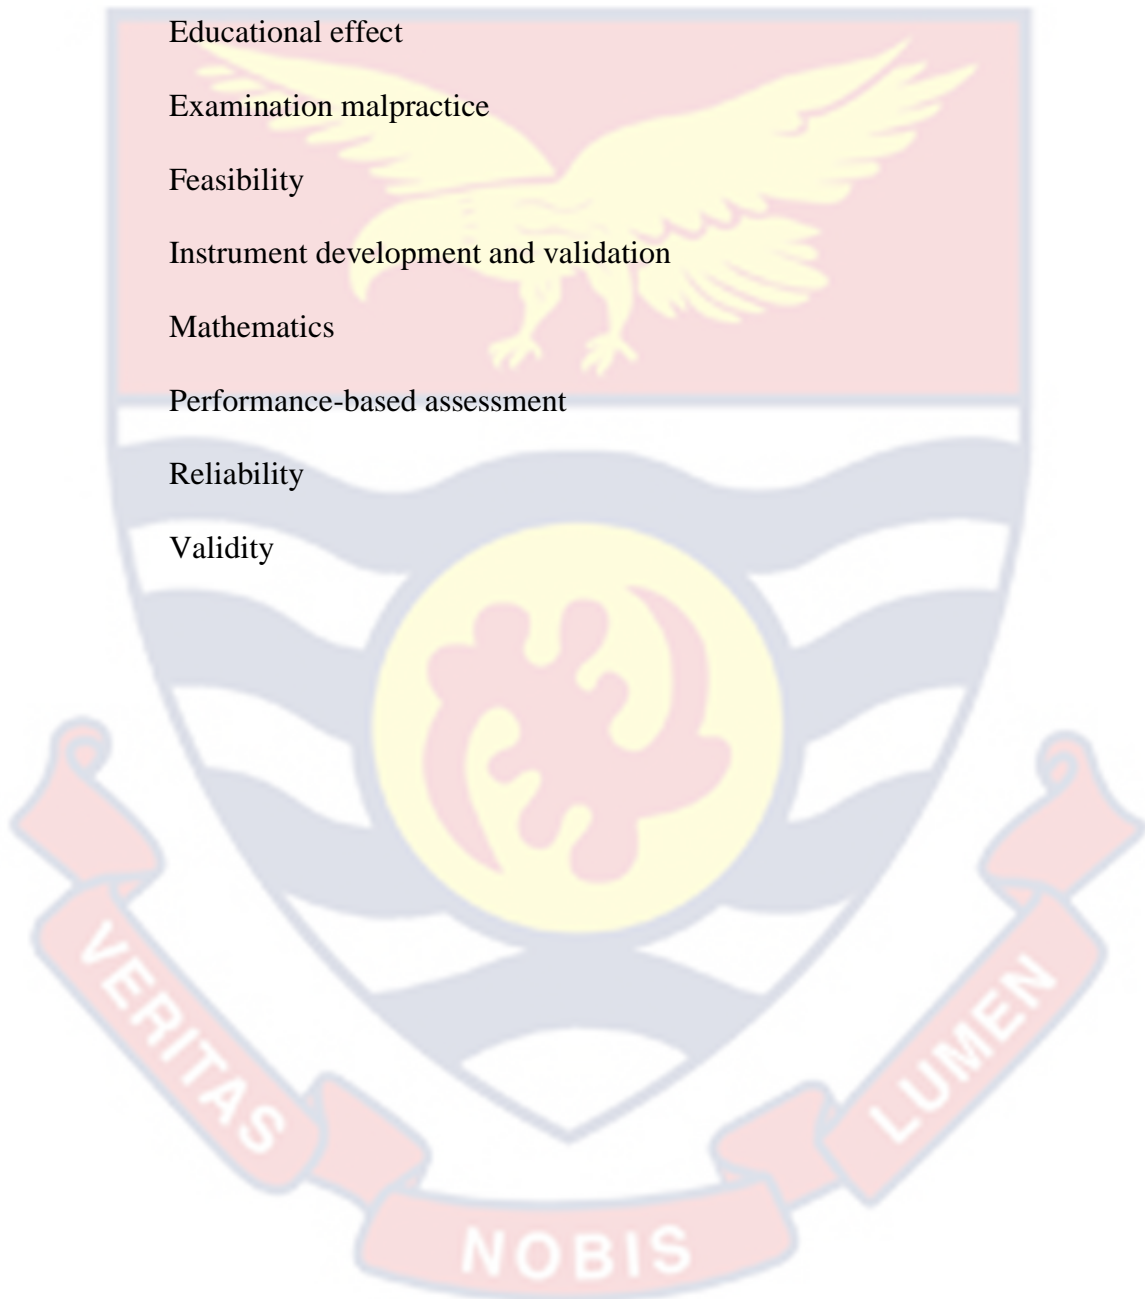 Educational effect
Examination malpractice
Feasibility
Instrument development and validation
Mathematics
Performance-based assessment
Reliability
Validity
VERITAS
NOBIS
LUMEN